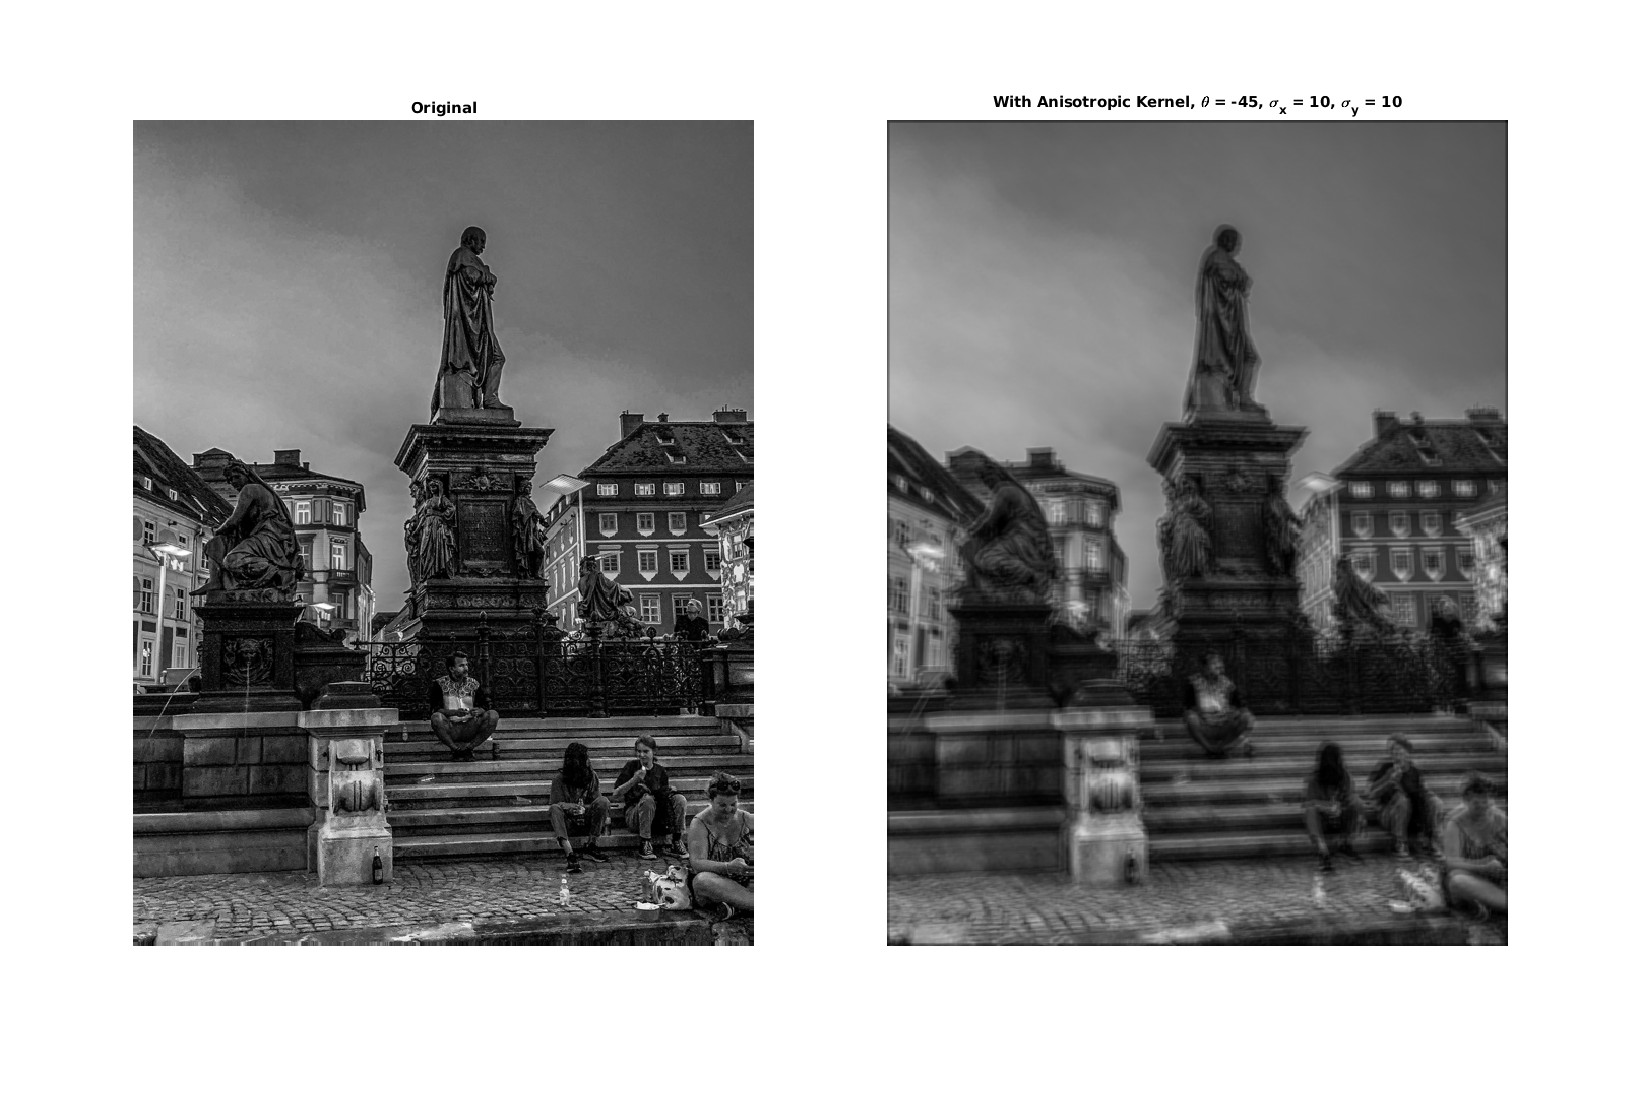 Original
With Anisotropic Kernel, θ = -45, σx = 10, σy = 10